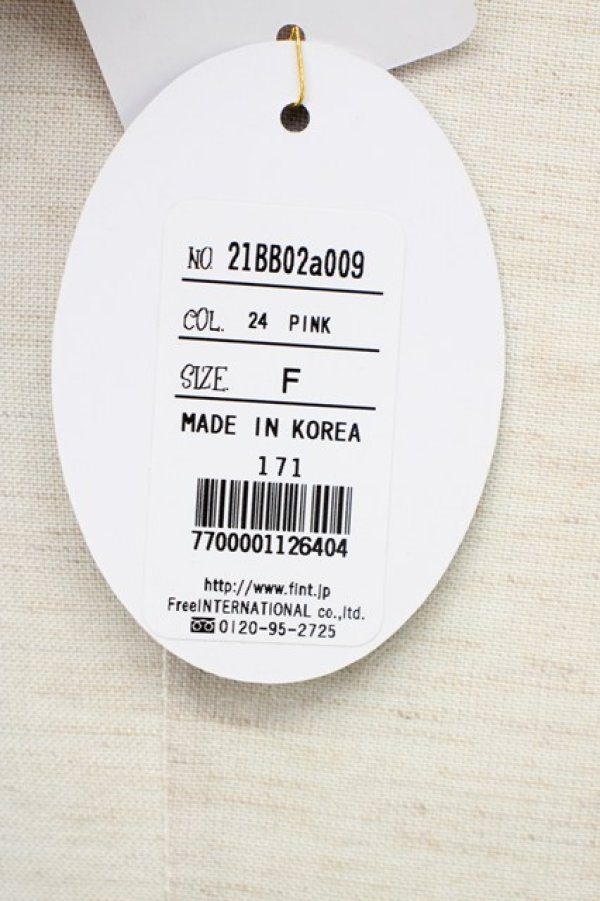 NO. 21BB02a009
COL. 24 PINK
SIZE. F
MADE IN KOREA
171
7700001126404
http://www.fint.jp
FreeINTERNATIONAL co.,ltd.
0120-95-2725